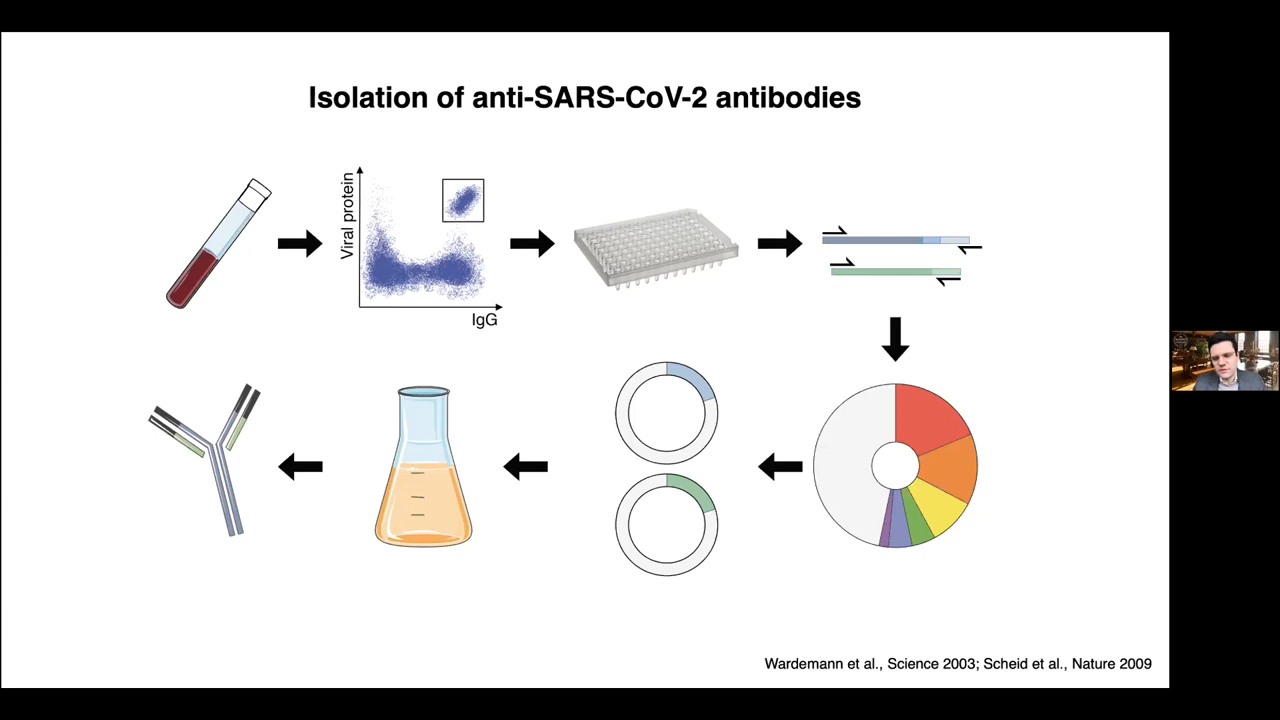 Isolation of anti-SARS-CoV-2 antibodies
Viral protein
IgG
Wardemann et al., Science 2003; Scheid et al., Nature 2009